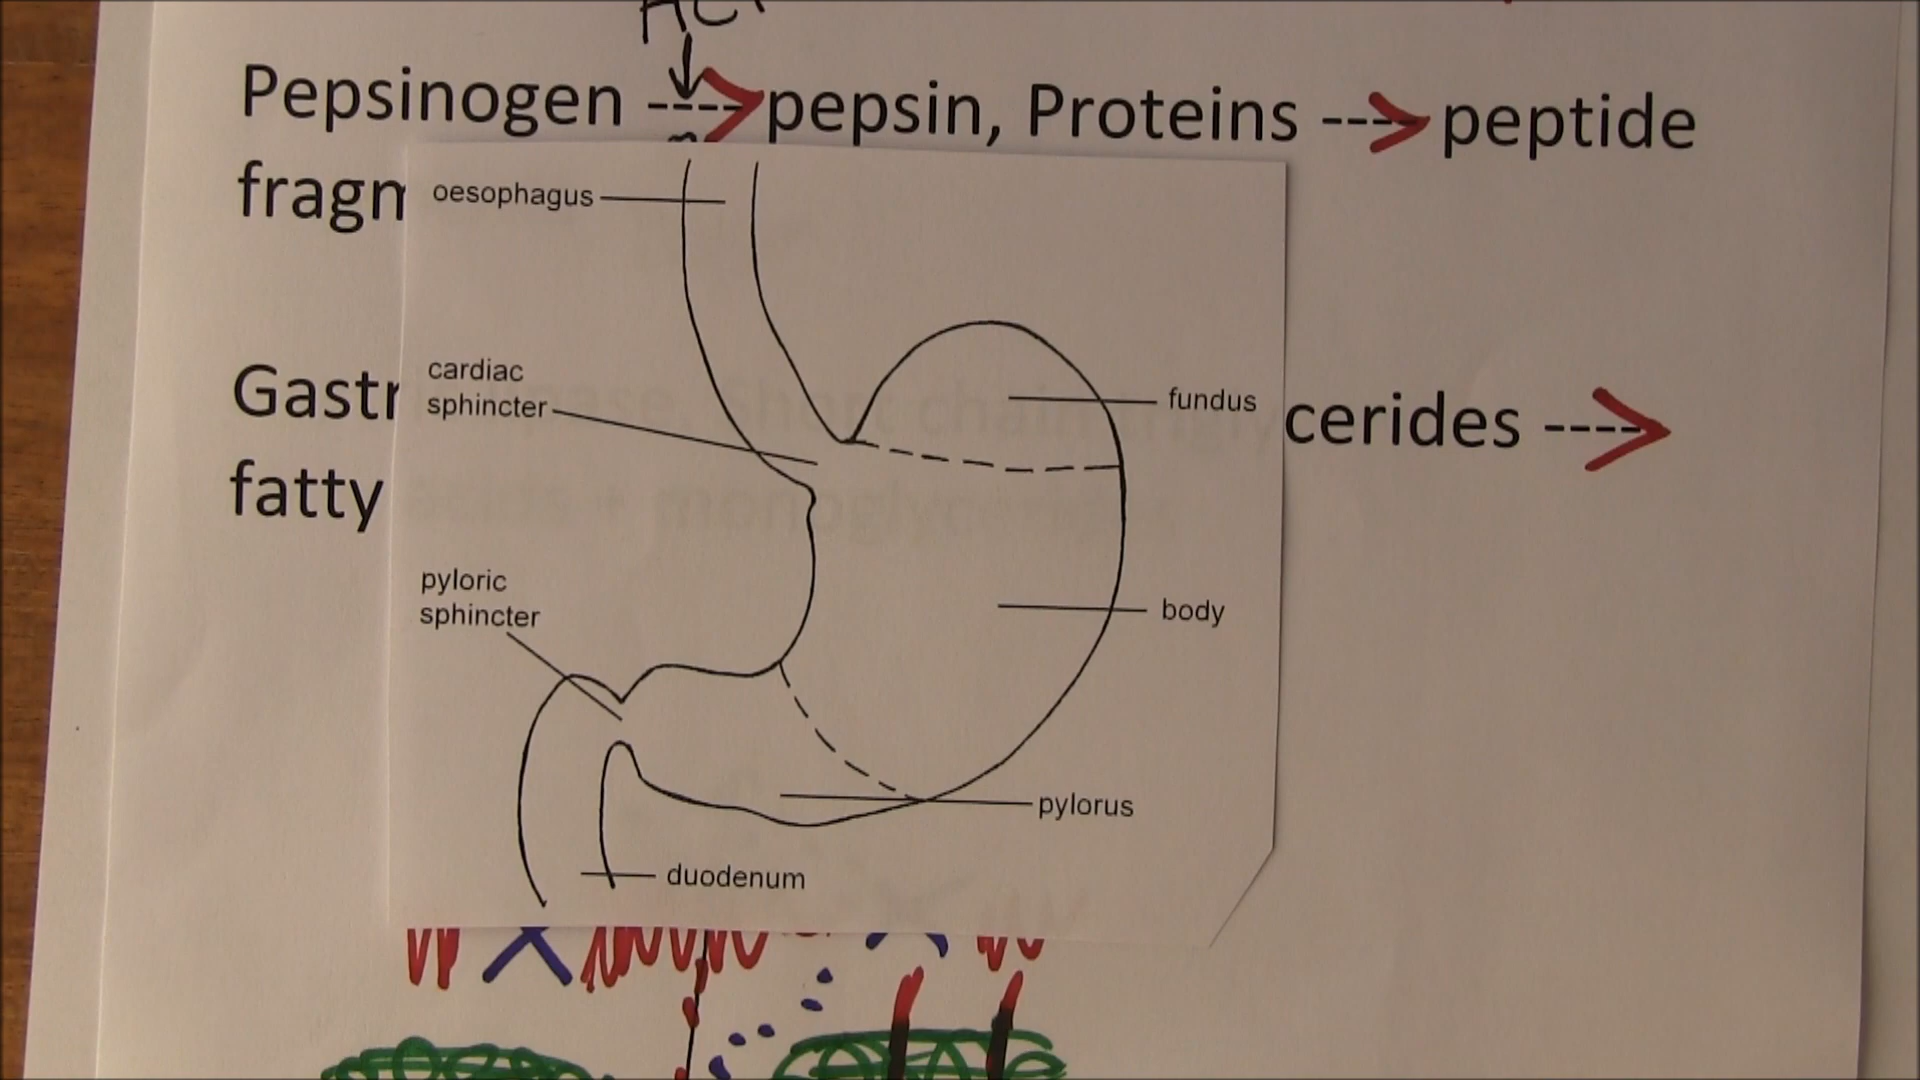 HCl
Pepsinogen ----> pepsin, Proteins ---> peptide
fragm
oesophagus
cardiac
sphincter
fundus
Gastr
cerides ---->
fatty
pyloric
sphincter
body
pylorus
duodenum